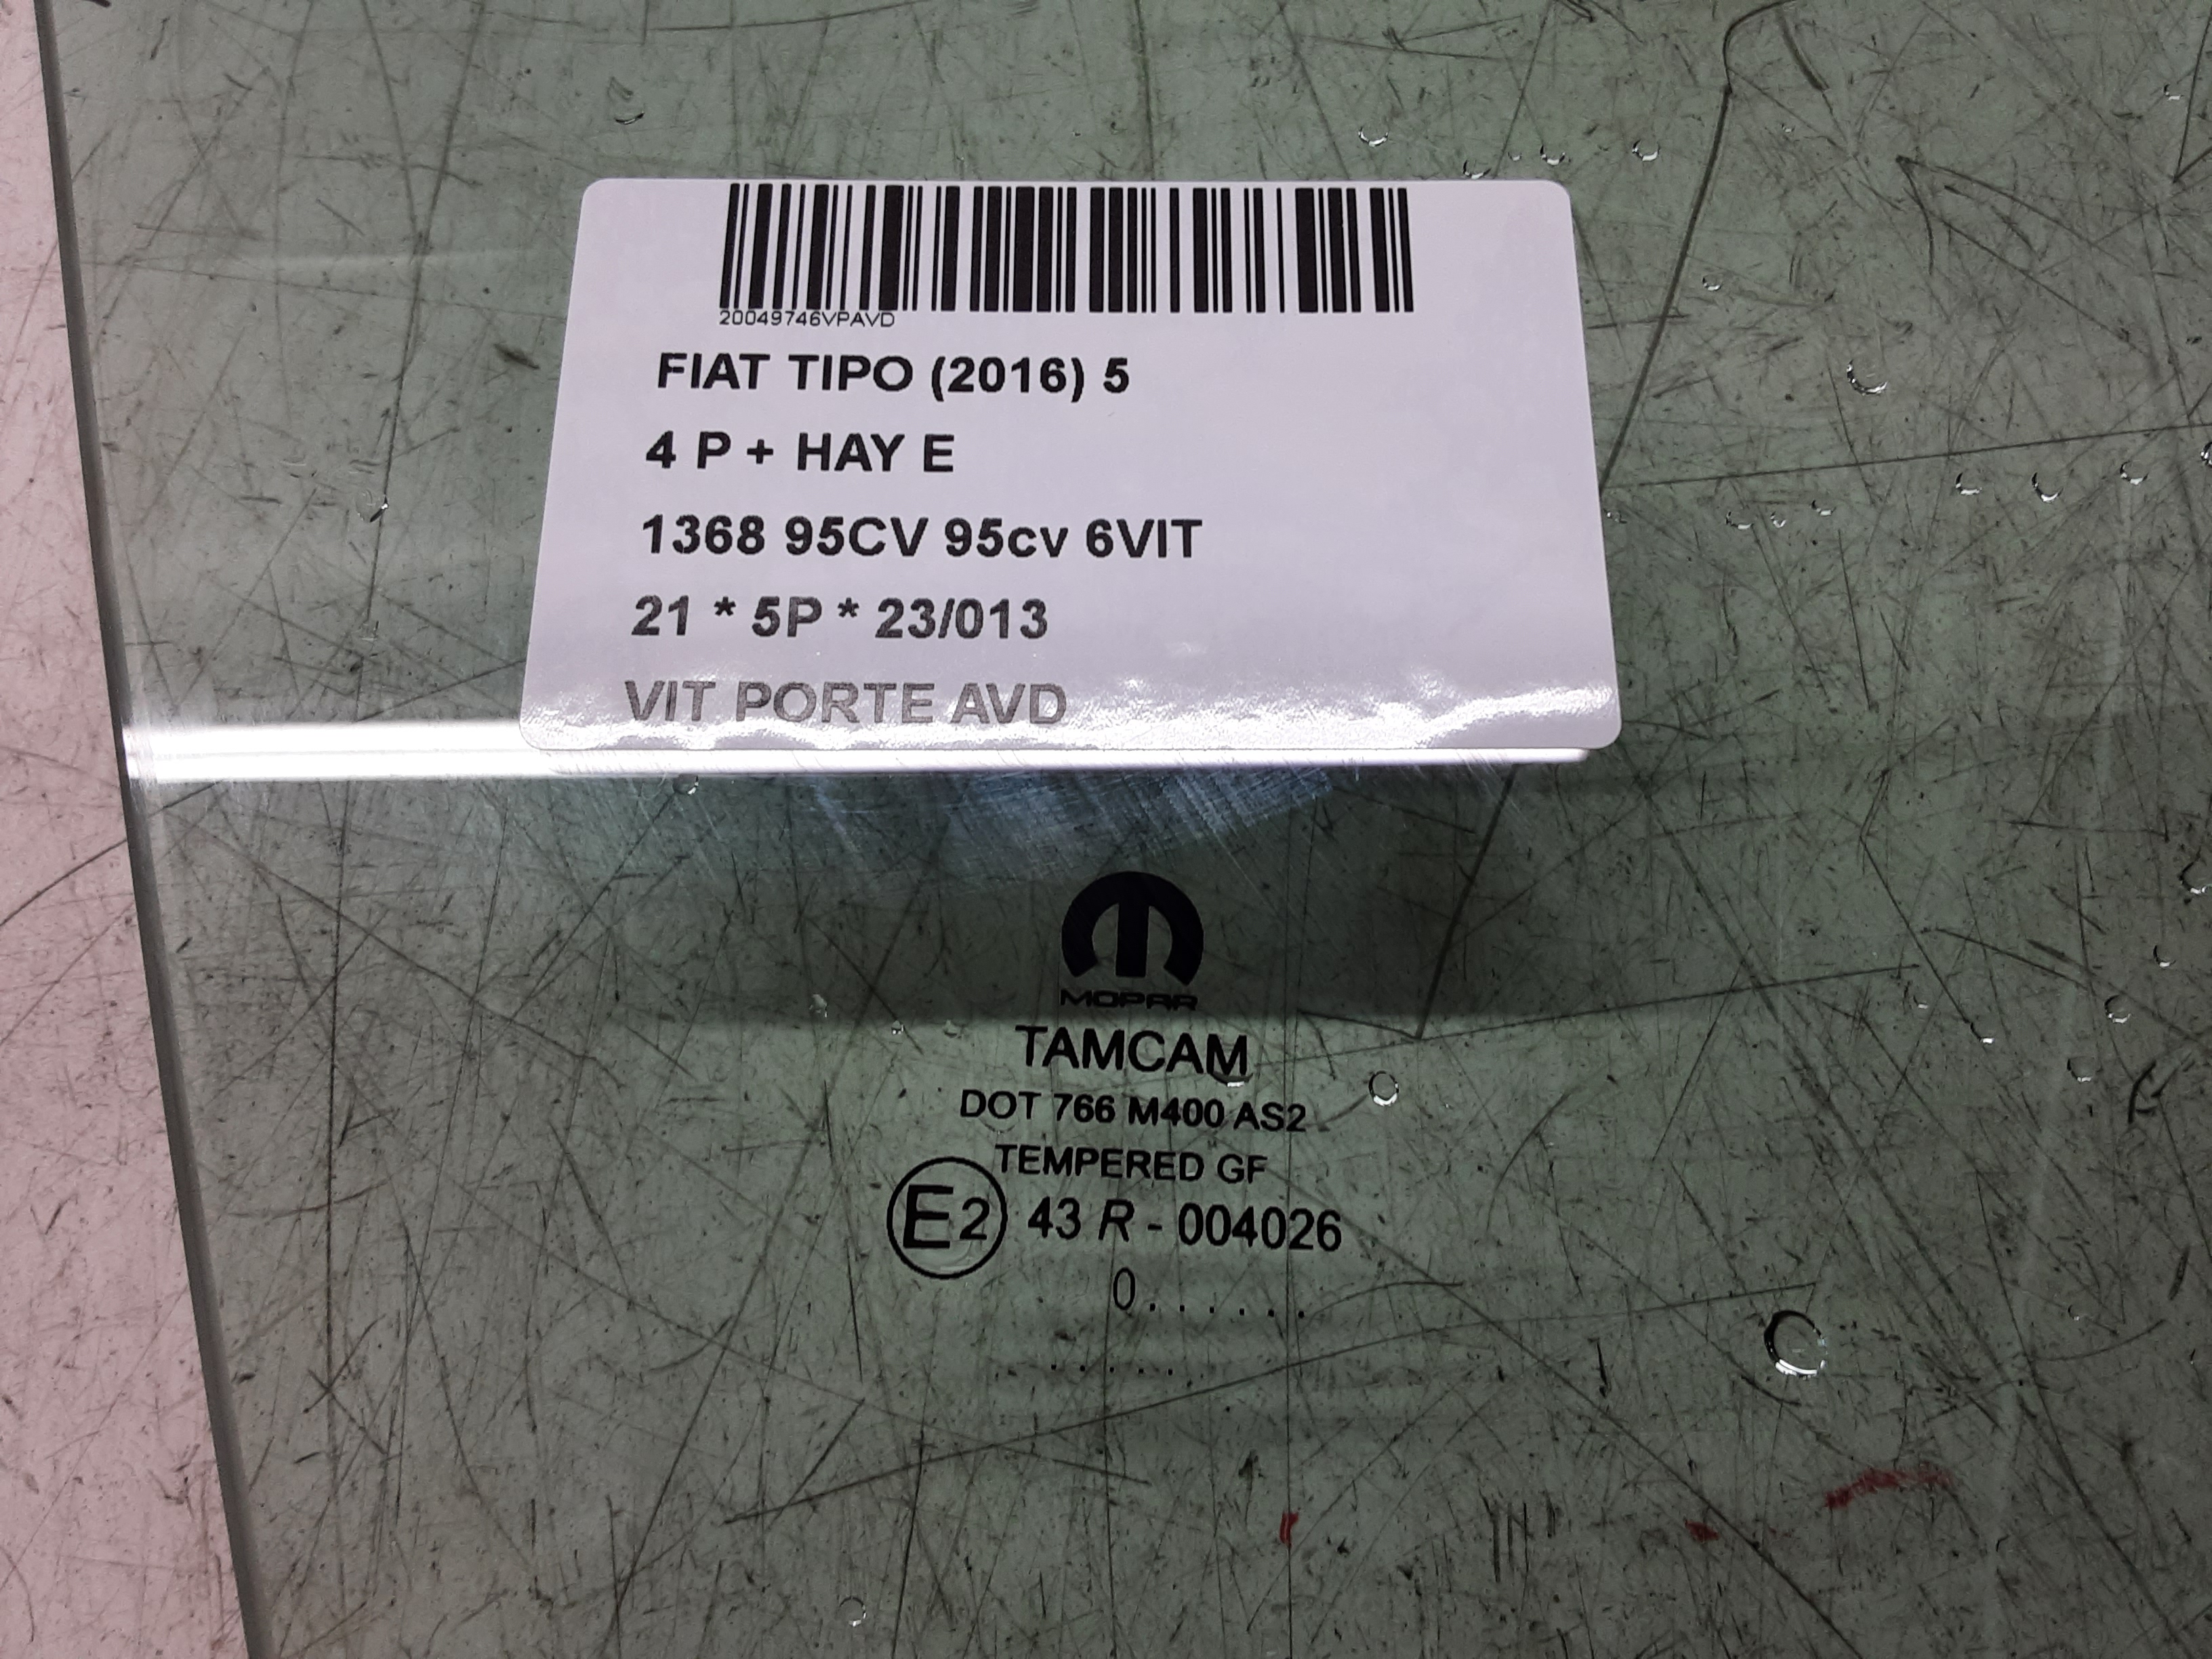 20049746VPAVD
FIAT TIPO (2016) 5
4 P + HAY E
1368 95CV 95cv 6VIT
21 * 5P * 23/013
VIT PORTE AVD
MOPAR
TAMCAM
DOT 766 M400 AS2
TEMPERED GF
E2 43 R - 004026
0......
.....